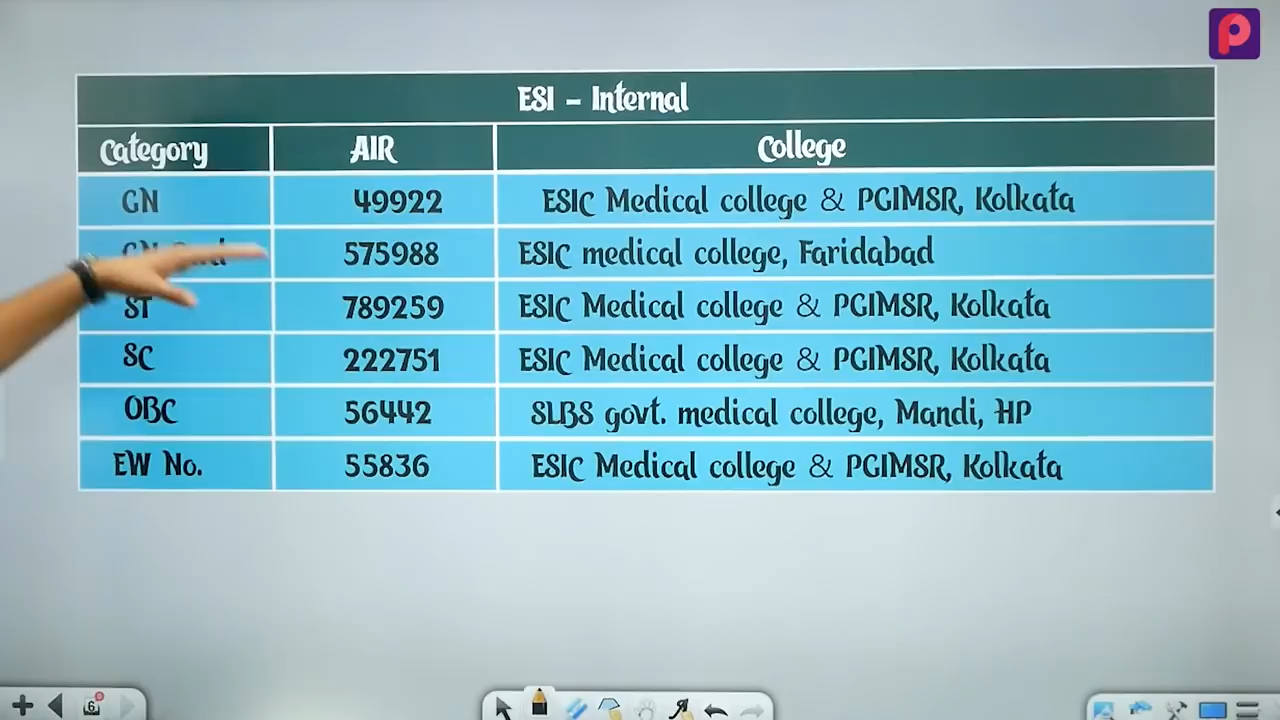 ESI - Internal
Category AIR College
GN 49922 ESIC Medical college & PGIMSR, Kolkata
GN 575988 ESIC medical college, Faridabad
ST 789259 ESIC Medical college & PGIMSR, Kolkata
SC 222751 ESIC Medical college & PGIMSR, Kolkata
OBC 56442 SLBS govt. medical college, Mandi, HP
EW No. 55836 ESIC Medical college & PGIMSR, Kolkata
6